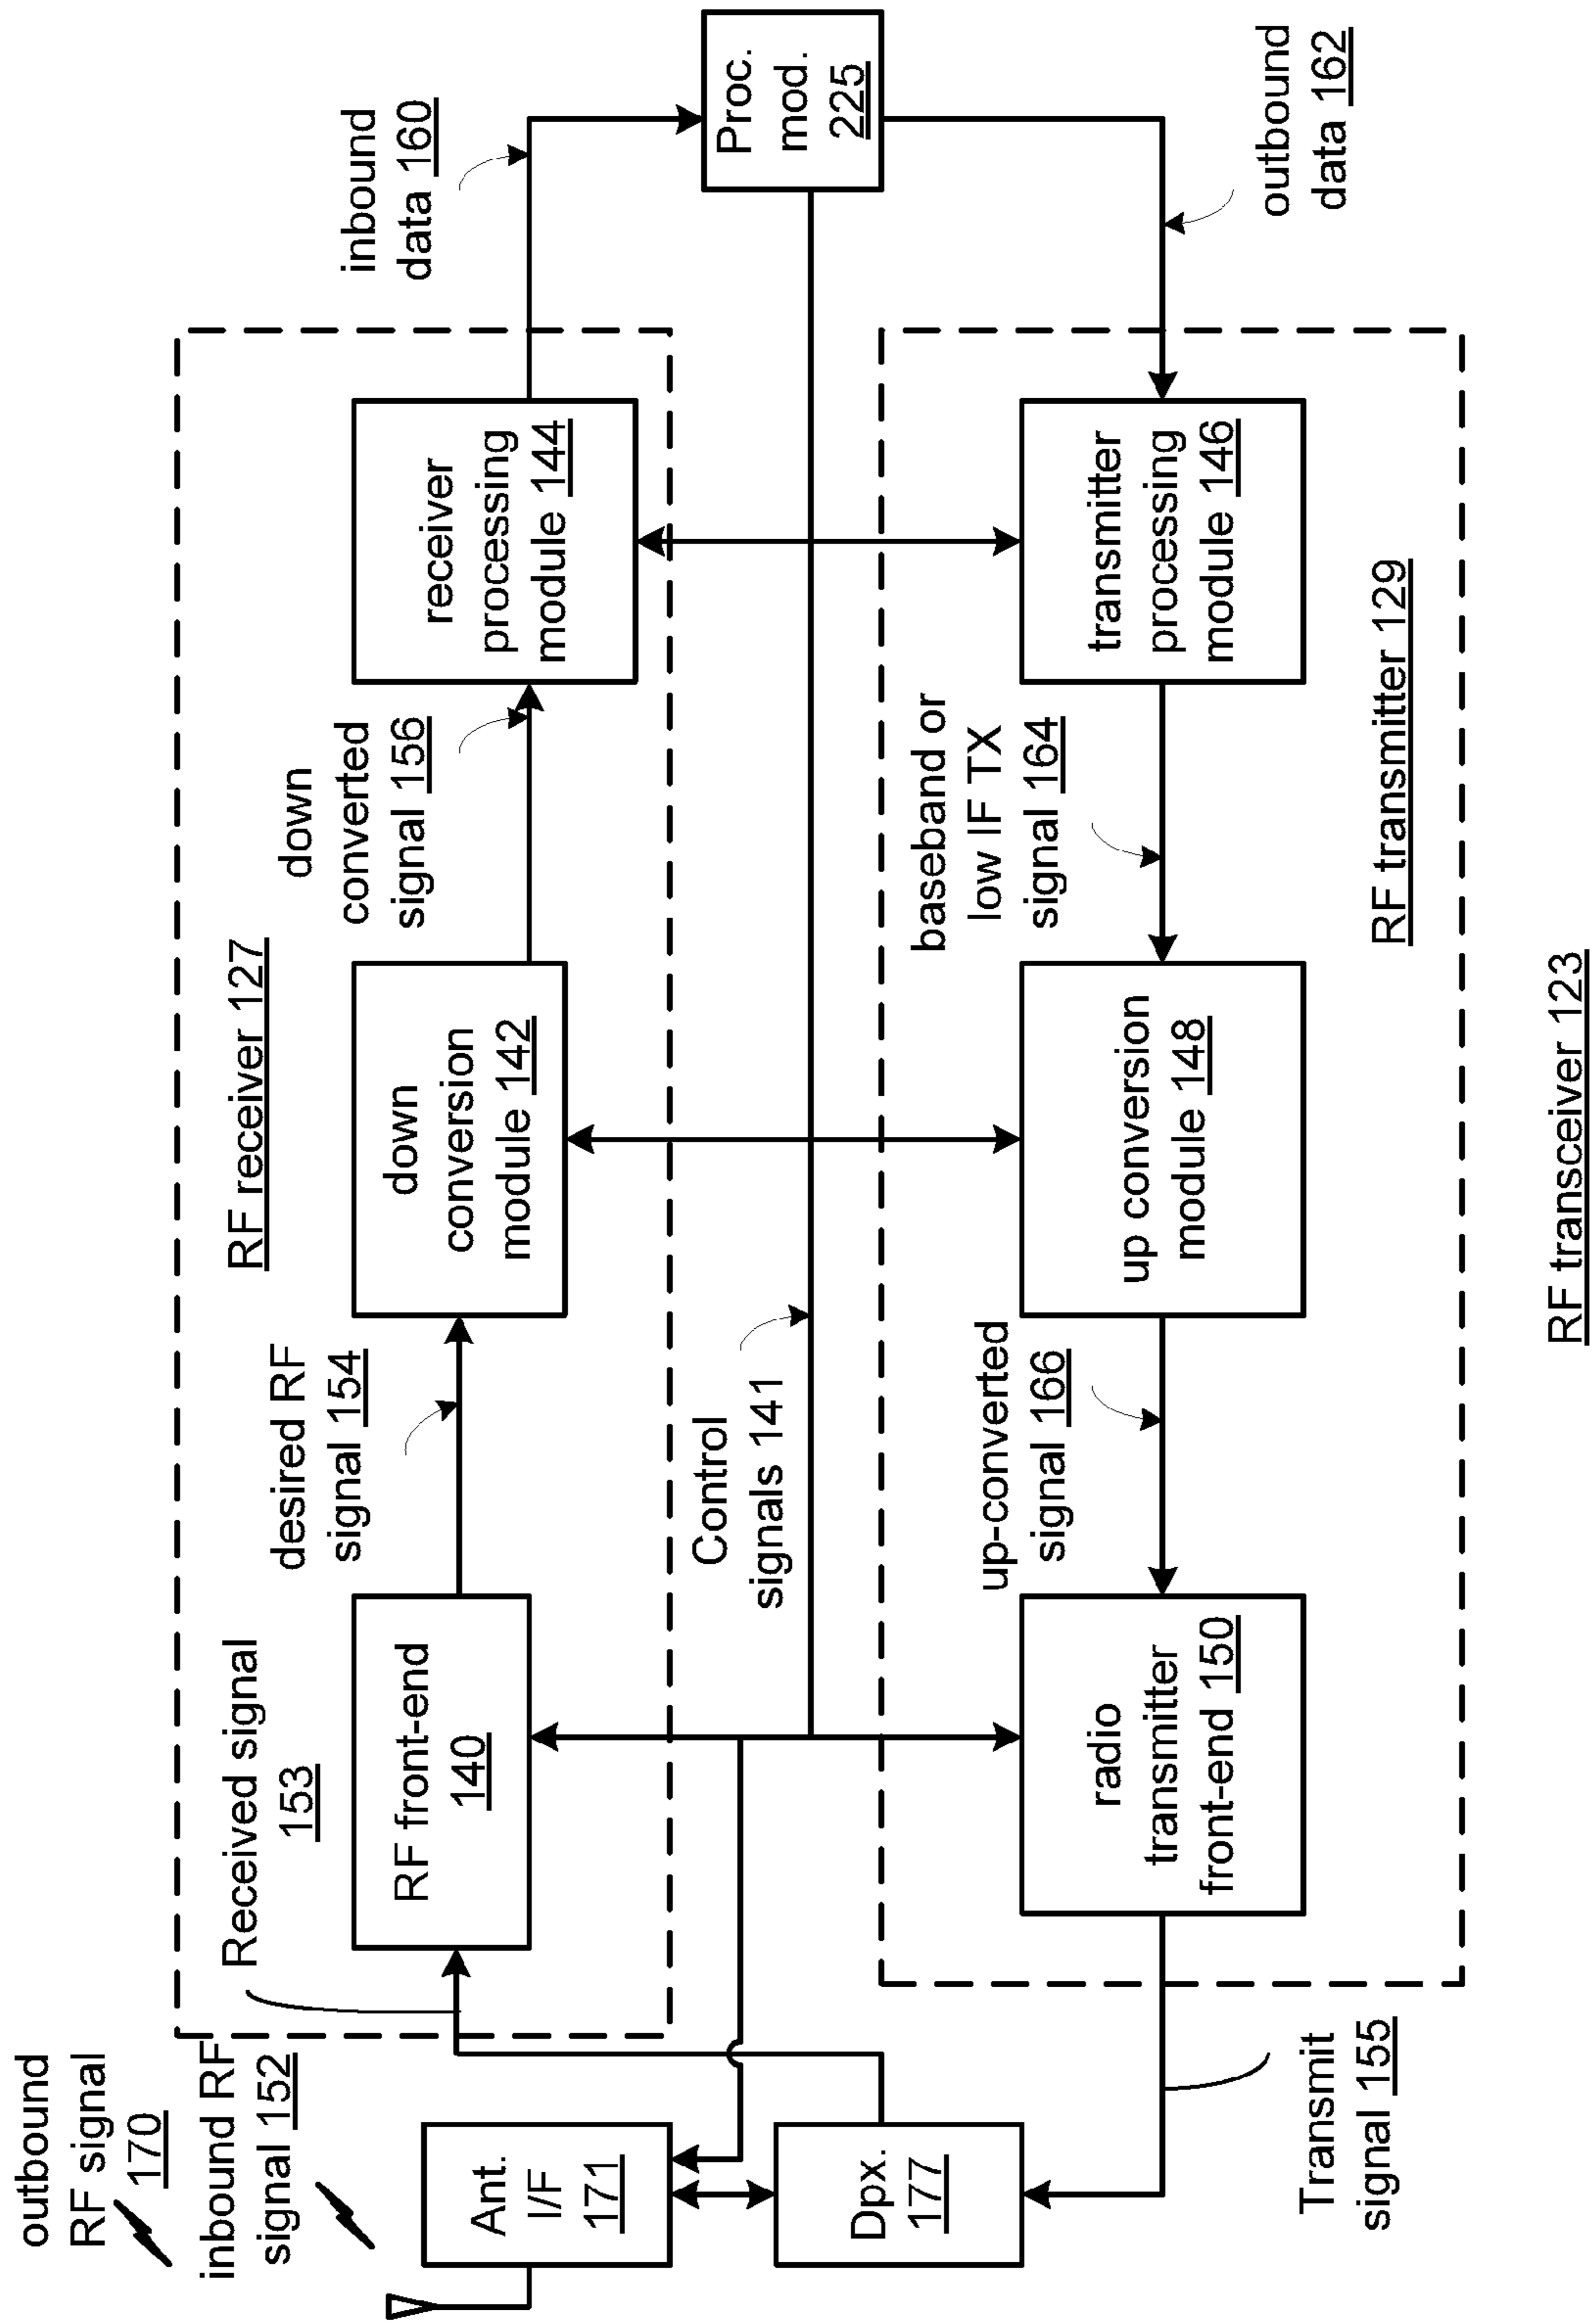 outbound
RF signal
170
inbound RF
signal 152
Received signal
153
RF receiver 127
desired RF
signal 154
down
converted
signal 156
inbound
data 160
Ant.
I/F
171
RF front-end
140
down
conversion
module 142
receiver
processing
module 144
Control
signals 141
Proc.
mod.
225
Dpx.
177
up-converted
signal 166
baseband or
low IF TX
signal 164
radio
transmitter
front-end 150
up conversion
module 148
transmitter
processing
module 146
outbound
data 162
Transmit
signal 155
RF transmitter 129
RF transceiver 123